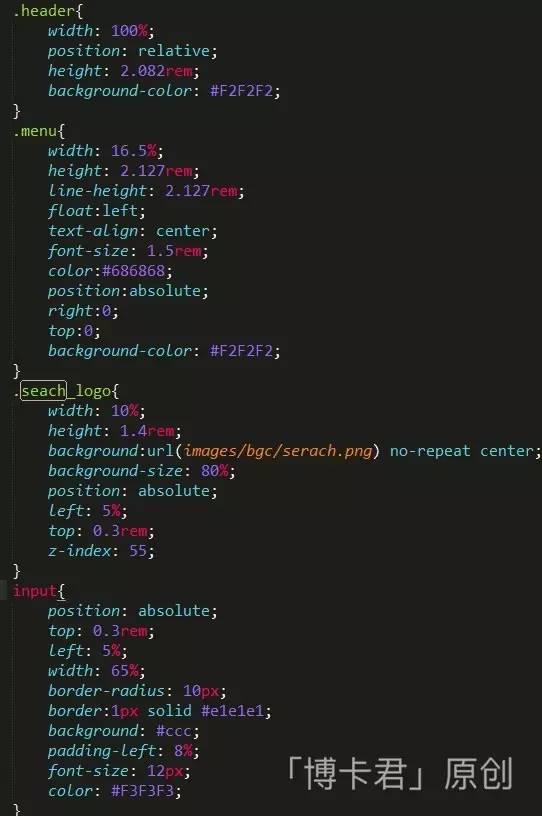 .header{
    width: 100%;
    position: relative;
    height: 2.082rem;
    background-color: #F2F2F2;
}
.menu{
    width: 16.5%;
    height: 2.127rem;
    line-height: 2.127rem;
    float:left;
    text-align: center;
    font-size: 1.5rem;
    color:#686868;
    position:absolute;
    right:0;
    top:0;
    background-color: #F2F2F2;
}
.seach_logo{
    width: 10%;
    height: 1.4rem;
    background:url(images/bgc/serach.png) no-repeat center;
    background-size: 80%;
    position: absolute;
    left: 5%;
    top: 0.3rem;
    z-index: 55;
}
input{
    position: absolute;
    top: 0.3rem;
    left: 5%;
    width: 65%;
    border-radius: 10px;
    border:1px solid #e1e1e1;
    background: #ccc;
    padding-left: 8%;
    font-size: 12px;
    color: #F3F3F3;
}
「博卡君」原创